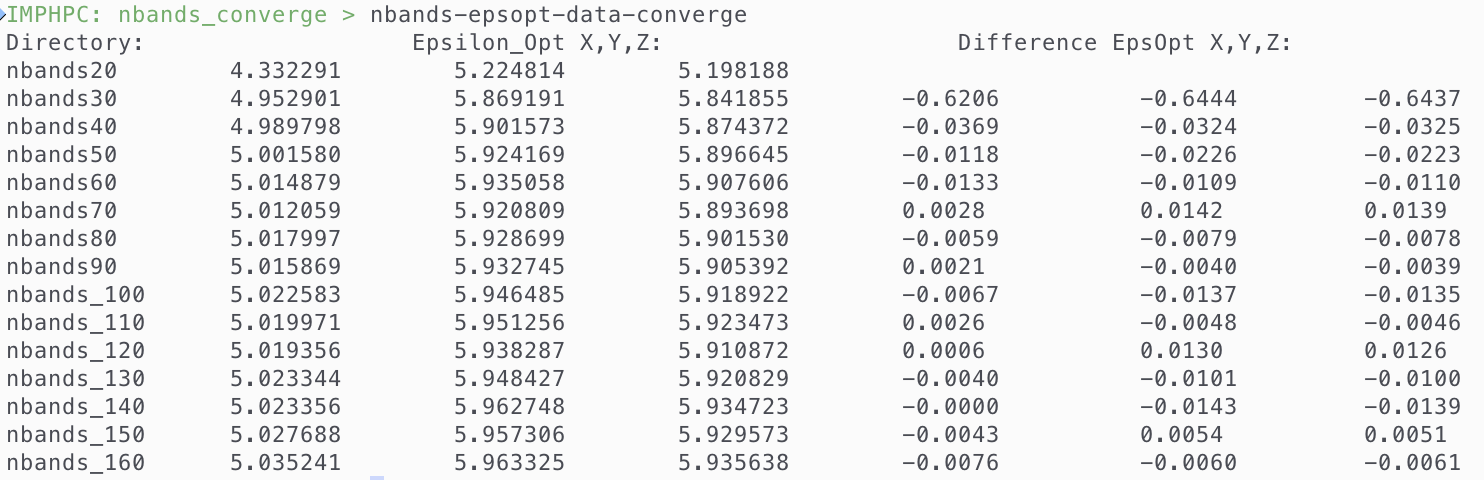 IMPHPC: nbands_converge > nbands-epsopt-data-converge
Directory: Epsilon_Opt X,Y,Z: Difference EpsOpt X,Y,Z:
nbands20 4.332291 5.224814 5.198188
nbands30 4.952901 5.869191 5.841855 −0.6206 −0.6444 −0.6437
nbands40 4.989798 5.901573 5.874372 −0.0369 −0.0324 −0.0325
nbands50 5.001580 5.924169 5.896645 −0.0118 −0.0226 −0.0223
nbands60 5.014879 5.935058 5.907606 −0.0133 −0.0109 −0.0110
nbands70 5.012059 5.920809 5.893698 0.0028 0.0142 0.0139
nbands80 5.017997 5.928699 5.901530 −0.0059 −0.0079 −0.0078
nbands90 5.015869 5.932745 5.905392 0.0021 −0.0040 −0.0039
nbands_100 5.022583 5.946485 5.918922 −0.0067 −0.0137 −0.0135
nbands_110 5.019971 5.951256 5.923473 0.0026 −0.0048 −0.0046
nbands_120 5.019356 5.938287 5.910872 0.0006 0.0130 0.0126
nbands_130 5.023344 5.948427 5.920829 −0.0040 −0.0101 −0.0100
nbands_140 5.023356 5.962748 5.934723 −0.0000 −0.0143 −0.0139
nbands_150 5.027688 5.957306 5.929573 −0.0043 0.0054 0.0051
nbands_160 5.035241 5.963325 5.935638 −0.0076 −0.0060 −0.0061